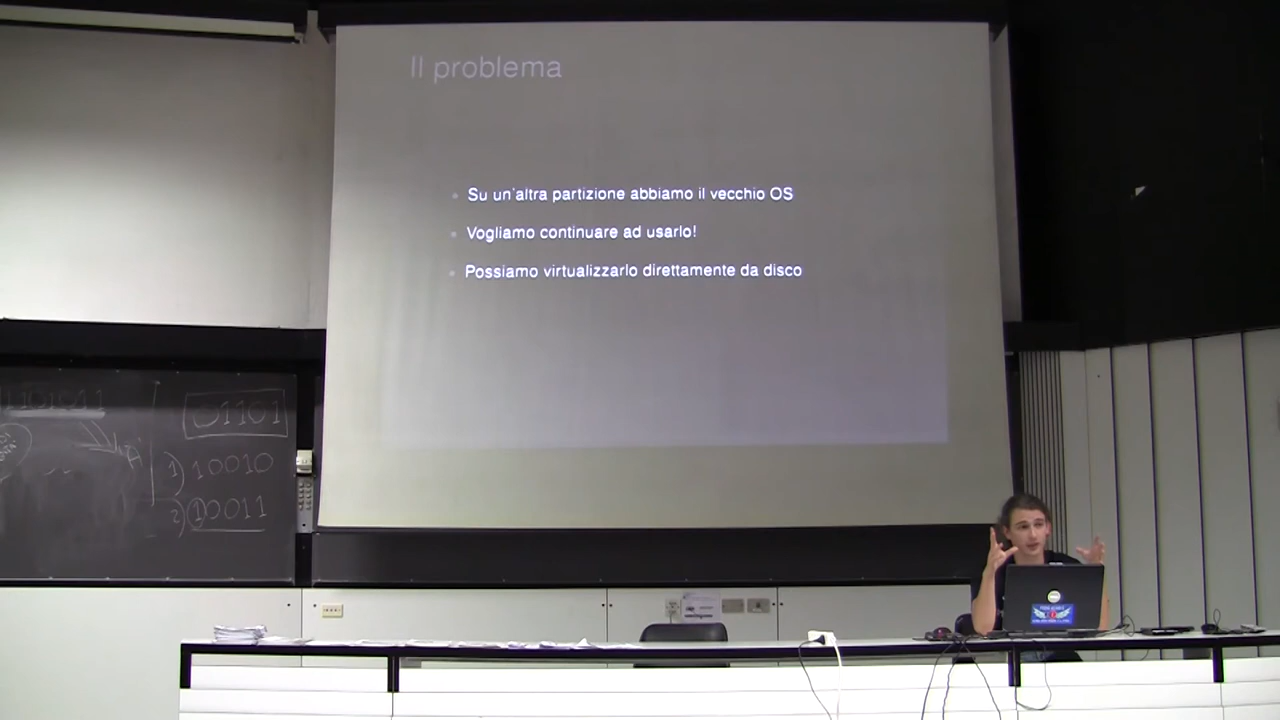 Il problema
Su un'altra partizione abbiamo il vecchio OS
Vogliamo continuare ad usarlo!
Possiamo virtualizzarlo direttamente da disco
01101
1) 10010
2) 10011